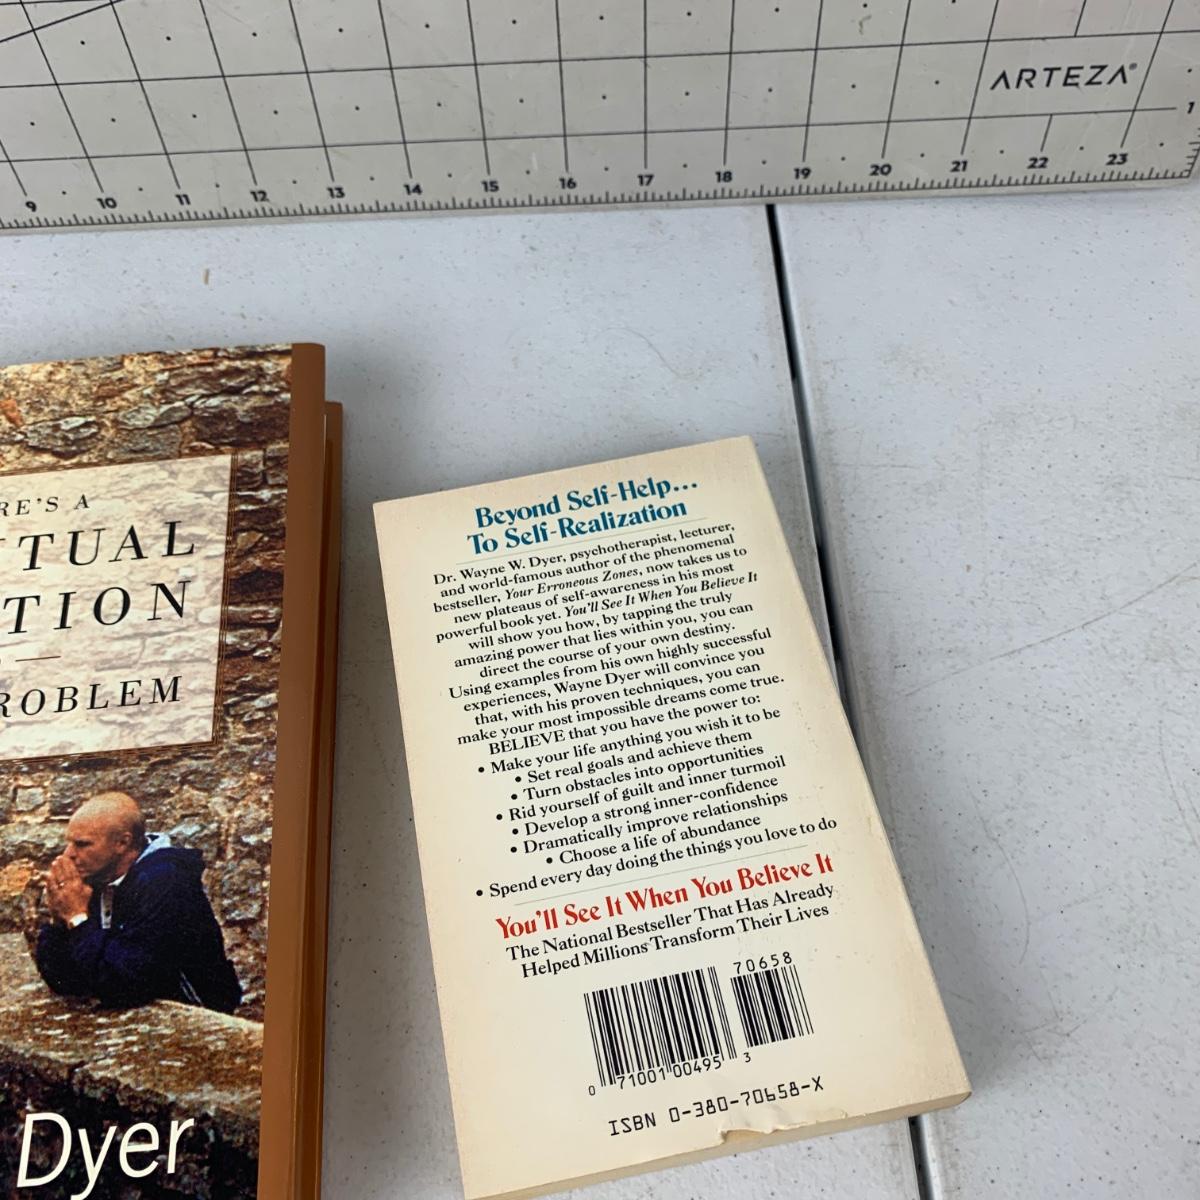 ARTEZA®
1
9 10 11 12 13 14 15 16 17 18 19 20 21 22 23
RE'S A
TUAL
TION
ROBLEM
Dyer
Beyond Self-Help...
To Self-Realization
Dr. Wayne W. Dyer, psychotherapist, lecturer,
and world-famous author of the phenomenal
bestseller, Your Erroneous Zones, now takes us to
new plateaus of self-awareness in his most
powerful book yet. You'll See It When You Believe It
will show you how, by tapping the truly
amazing power that lies within you, you can
direct the course of your own destiny.
Using examples from his own highly successful
experiences, Wayne Dyer will convince you
that, with his proven techniques, you can
make your most impossible dreams come true.
BELIEVE that you have the power to:
• Make your life anything you wish it to be
• Set real goals and achieve them
• Turn obstacles into opportunities
• Rid yourself of guilt and inner turmoil
• Develop a strong inner-confidence
• Dramatically improve relationships
• Choose a life of abundance
• Spend every day doing the things you love to do
You'll See It When You Believe It
The National Bestseller That Has Already
Helped Millions Transform Their Lives
70658
0 71001 00495 3
ISBN 0-380-70658-X